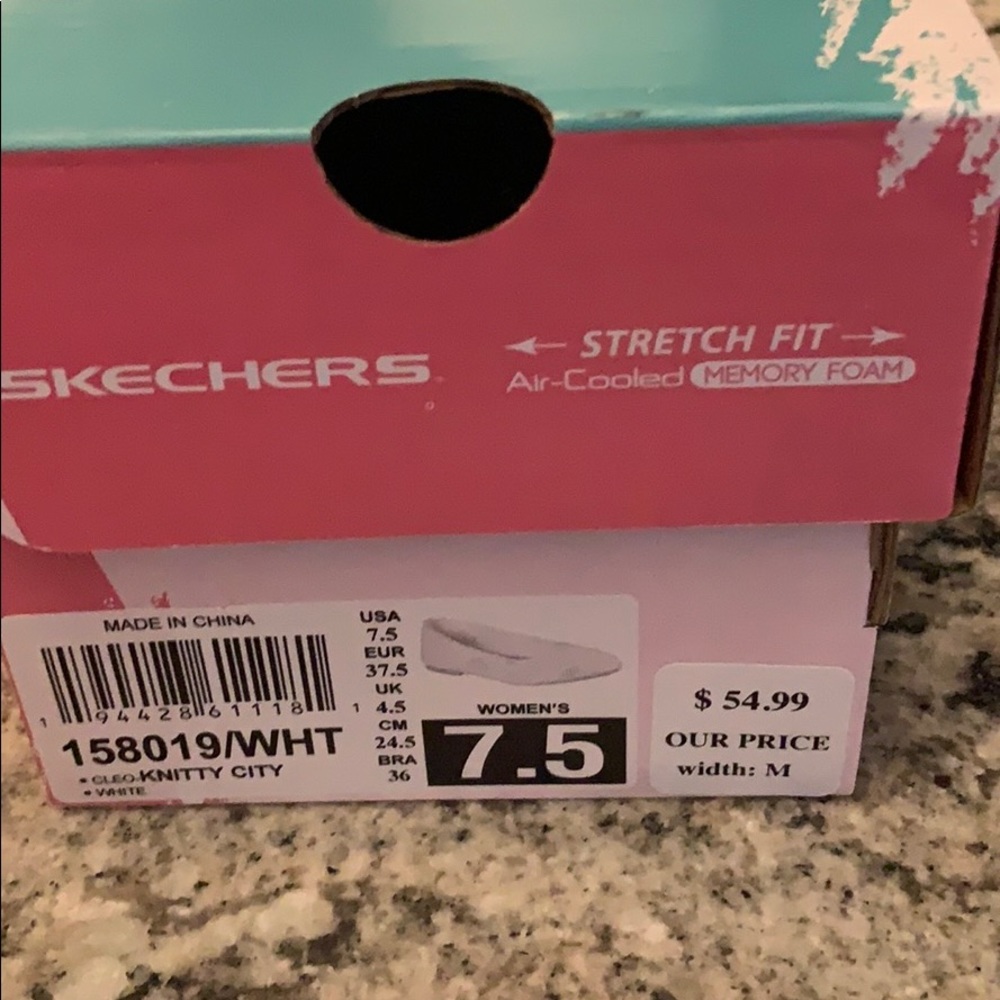 SKECHERS
STRETCH FIT
Air-Cooled MEMORY FOAM
MADE IN CHINA
1 94428 61118 1
158019/WHT
• CLEO-KNITTY CITY
• WHITE
USA
7.5
EUR
37.5
UK
4.5
CM
24.5
BRA
36
WOMEN'S
7.5
$ 54.99
OUR PRICE
width: M